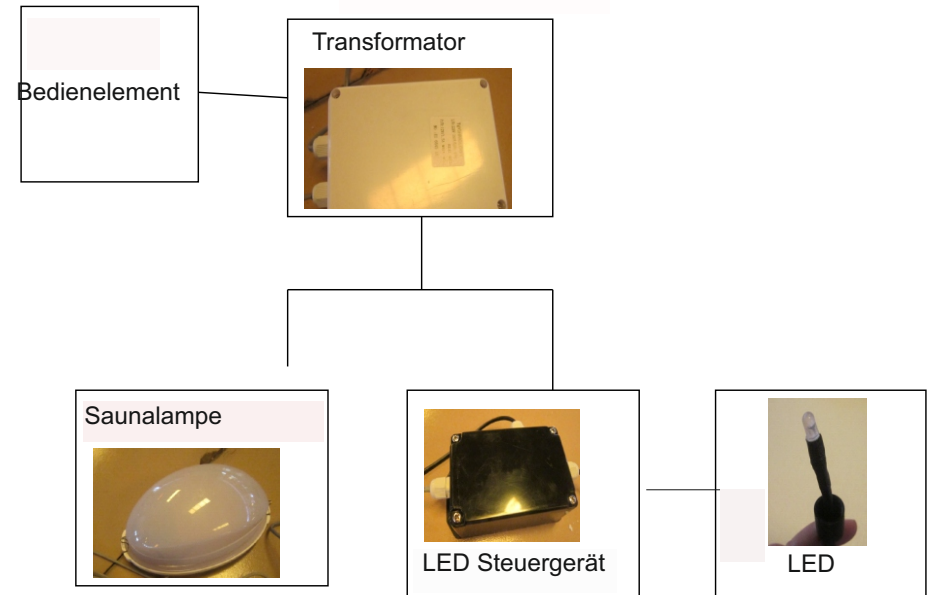 Transformator
Bedienelement
Saunalampe
LED Steuergerät
LED